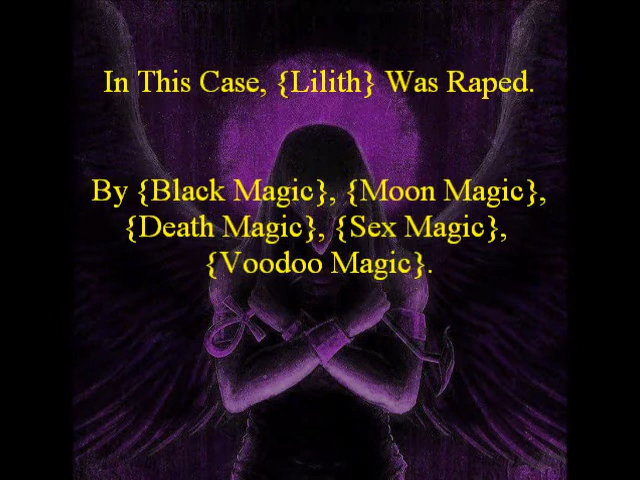 In This Case, {Lilith} Was Raped.
By {Black Magic}, {Moon Magic},
{Death Magic}, {Sex Magic},
{Voodoo Magic}.